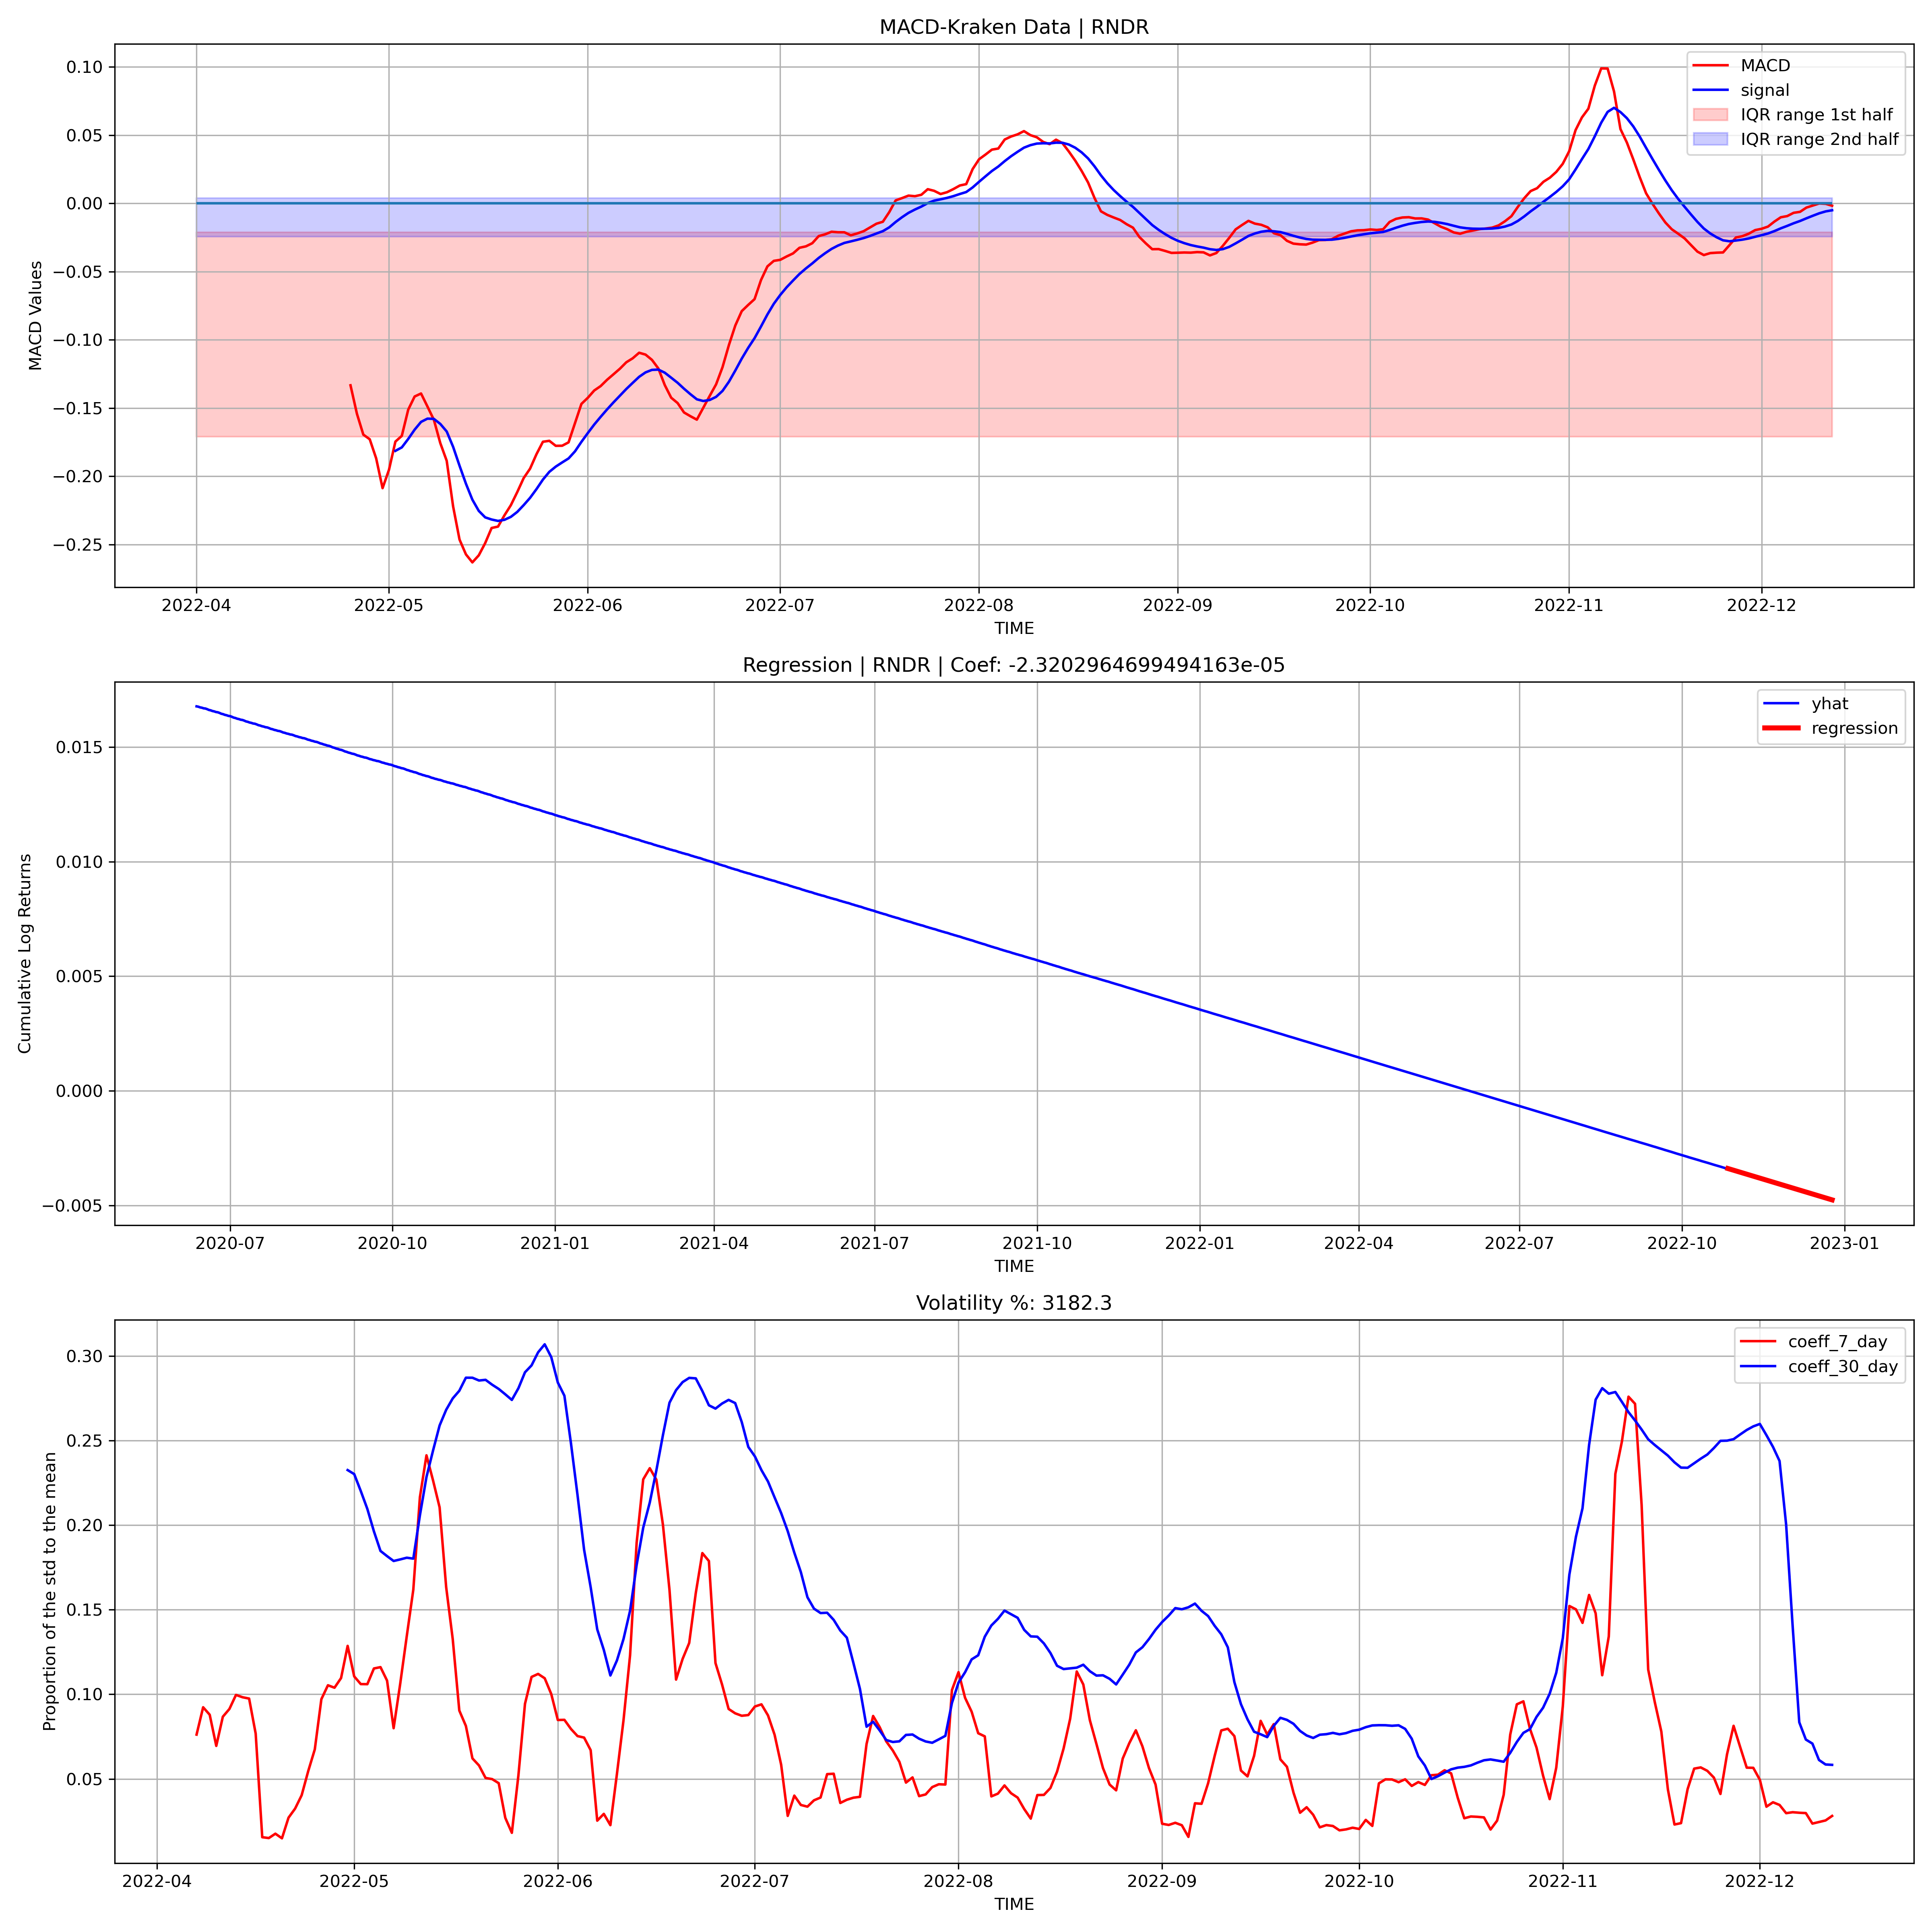 MACD-Kraken Data | RNDR
MACD
signal
IQR range 1st half
IQR range 2nd half
MACD Values
0.10
0.05
0.00
−0.05
−0.10
−0.15
−0.20
−0.25
2022-04 2022-05 2022-06 2022-07 2022-08 2022-09 2022-10 2022-11 2022-12
TIME
Regression | RNDR | Coef: -2.3202964699494163e-05
yhat
regression
Cumulative Log Returns
0.015
0.010
0.005
0.000
−0.005
2020-07 2020-10 2021-01 2021-04 2021-07 2021-10 2022-01 2022-04 2022-07 2022-10 2023-01
TIME
Volatility %: 3182.3
coeff_7_day
coeff_30_day
Proportion of the std to the mean
0.30
0.25
0.20
0.15
0.10
0.05
2022-04 2022-05 2022-06 2022-07 2022-08 2022-09 2022-10 2022-11 2022-12
TIME